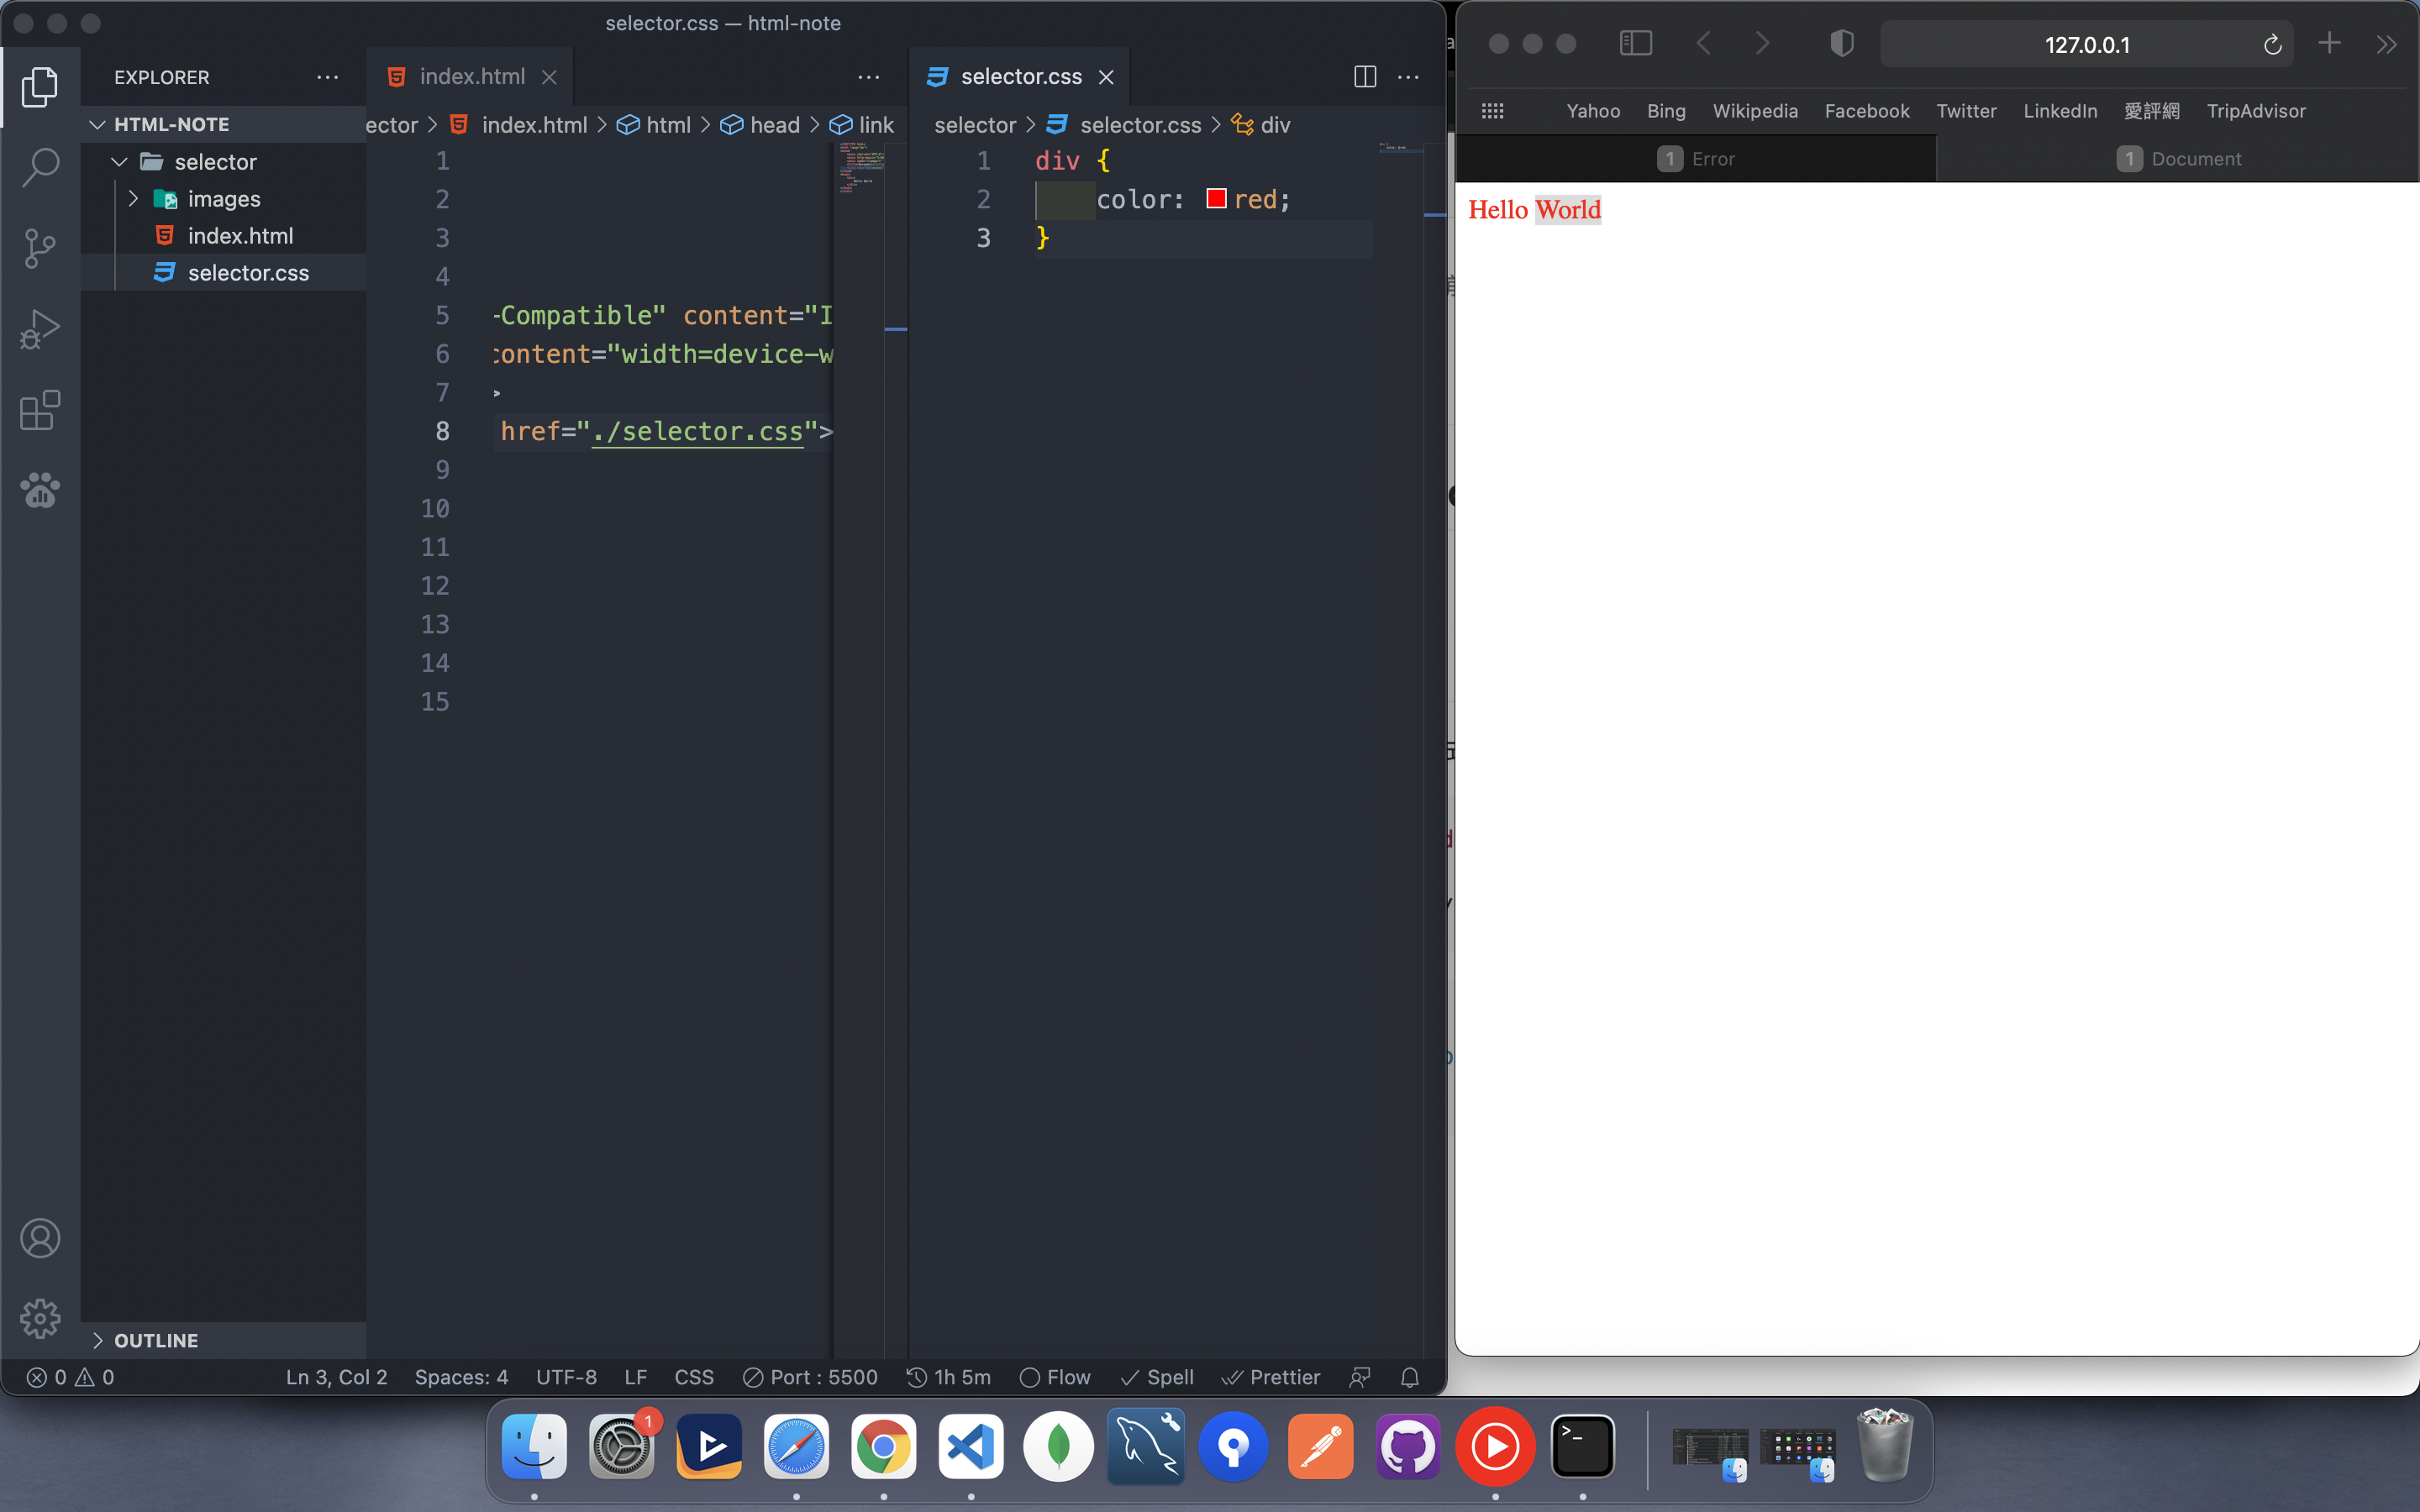 selector.css — html-note
EXPLORER
HTML-NOTE
selector
images
index.html
selector.css
OUTLINE
index.html
ector > index.html > html > head > link
1
2
3
4
5 -Compatible" content="I
6 content="width=device-w
7 >
8 href="./selector.css">
9
10
11
12
13
14
15
selector.css
selector > selector.css > div
1 div {
2 color: red;
3 }
0 0 Ln 3, Col 2 Spaces: 4 UTF-8 LF CSS Port : 5500 1h 5m Flow Spell Prettier
127.0.0.1
Yahoo Bing Wikipedia Facebook Twitter LinkedIn 愛評網 TripAdvisor
1 Error 1 Document
Hello World
1
>_